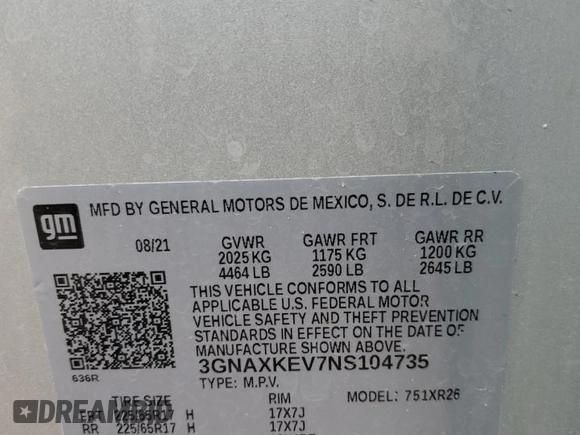 gm
MFD BY GENERAL MOTORS DE MEXICO, S. DE R.L. DE C.V.
08/21 GVWR GAWR FRT GAWR RR
2025 KG 1175 KG 1200 KG
4464 LB 2590 LB 2645 LB
THIS VEHICLE CONFORMS TO ALL
APPLICABLE U.S. FEDERAL MOTOR
VEHICLE SAFETY AND THEFT PREVENTION
STANDARDS IN EFFECT ON THE DATE OF
MANUFACTURE SHOWN ABOVE.
3GNAXKEV7NS104735
636R
TYPE: M.P.V. MODEL: 751XR26
TIRE SIZE RIM
FRT 225/65R17 H 17X7J
RR 225/65R17 H 17X7J